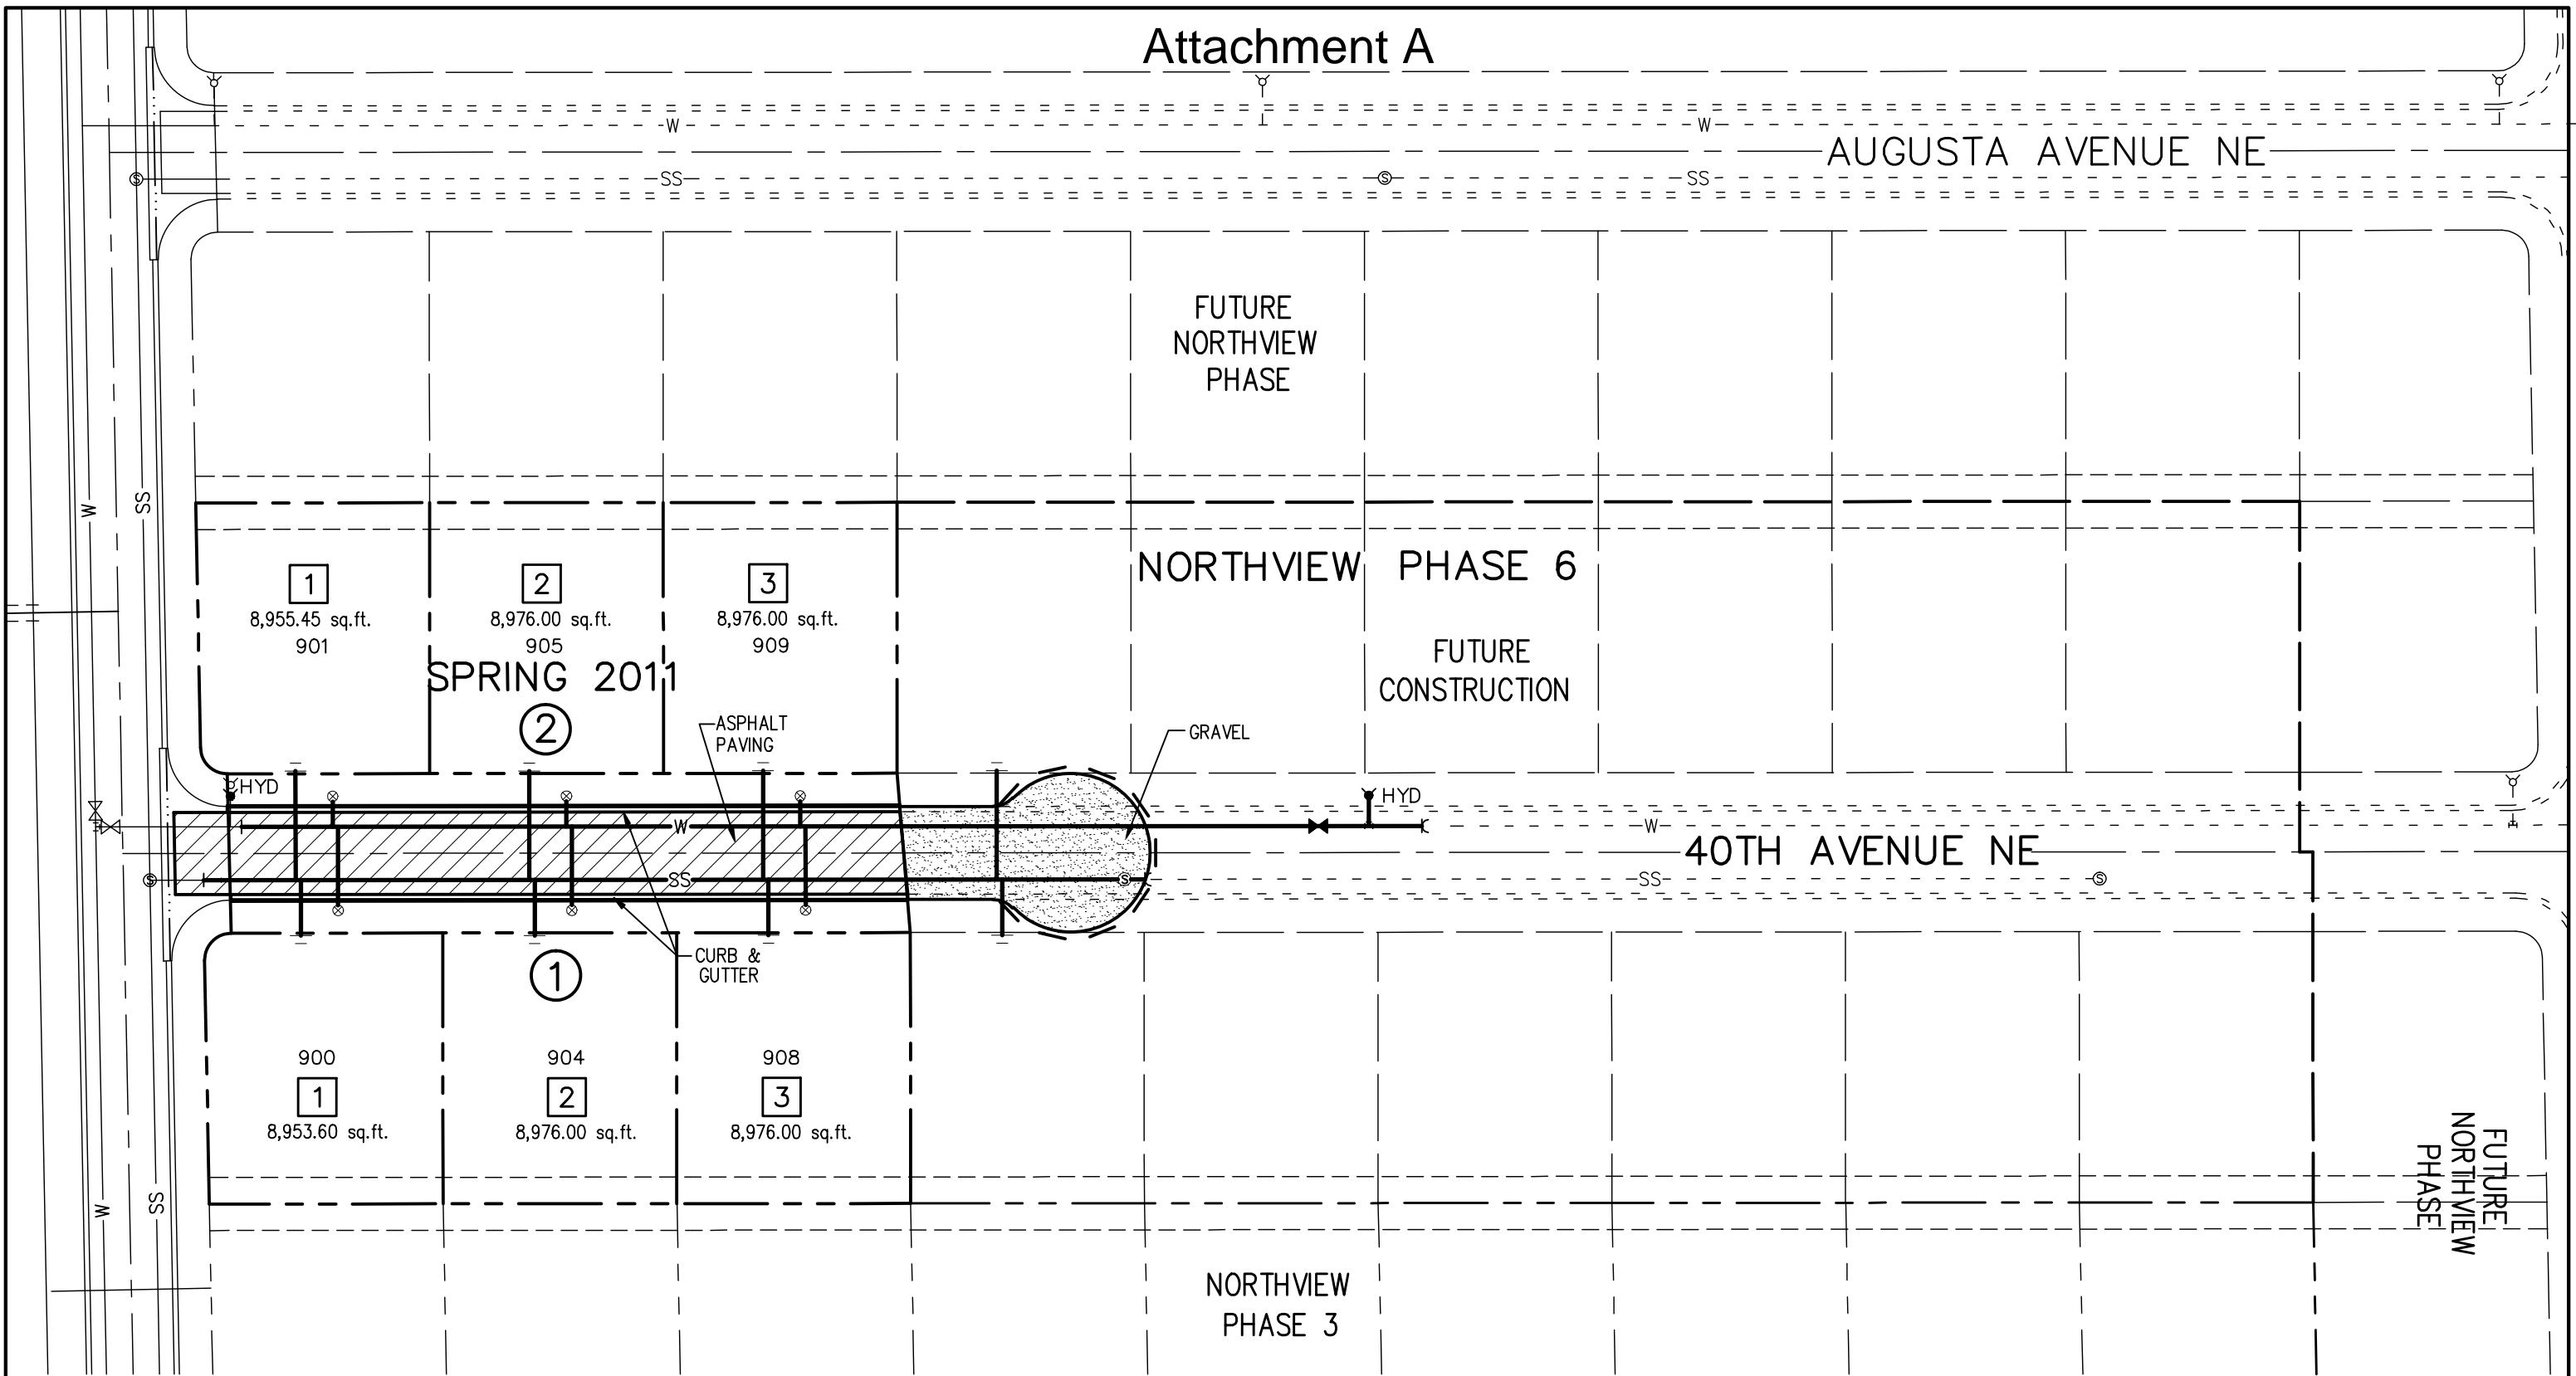 Attachment A
W
W
AUGUSTA AVENUE NE
S
SS
S
SS
FUTURE
NORTHVIEW
PHASE
W
SS
NORTHVIEW PHASE 6
1
2
3
8,955.45 sq.ft.
8,976.00 sq.ft.
8,976.00 sq.ft.
901
905
909
SPRING 2011
FUTURE
CONSTRUCTION
2
ASPHALT
PAVING
GRAVEL
HYD
HYD
W
W
40TH AVENUE NE
S
SS
S
SS
S
CURB &
GUTTER
1
900
904
908
1
2
3
8,953.60 sq.ft.
8,976.00 sq.ft.
8,976.00 sq.ft.
W
SS
FUTURE
NORTHVIEW
PHASE
NORTHVIEW
PHASE 3